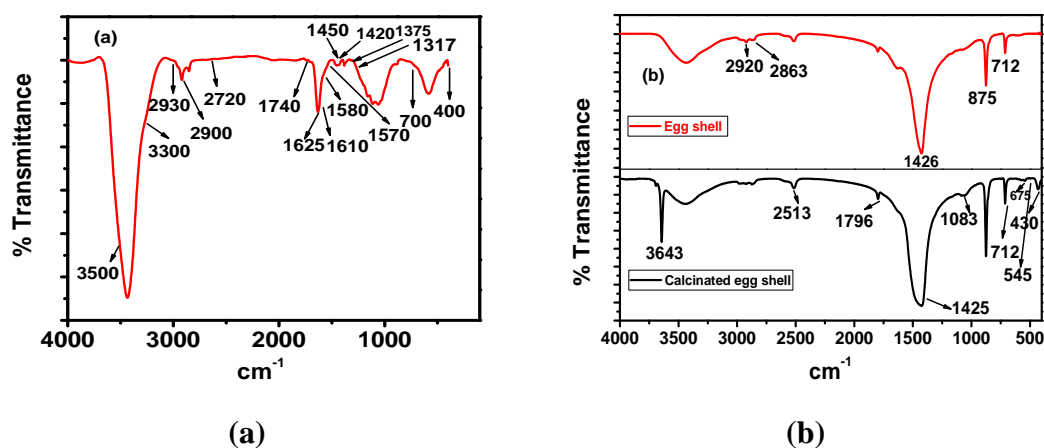 (a)
1450
1420
1375
1317
2930
2720
2900
3300
1740
1580
1570
700
400
1625
1610
3500
% Transmittance
4000 3000 2000 1000
cm-1
(a)
(b)
2920 2863
712
875
Egg shell
1426
% Transmittance
2513
1796
1083
675
3643
712
430
545
Calcinated egg shell
1425
4000 3500 3000 2500 2000 1500 1000 500
cm-1
(b)